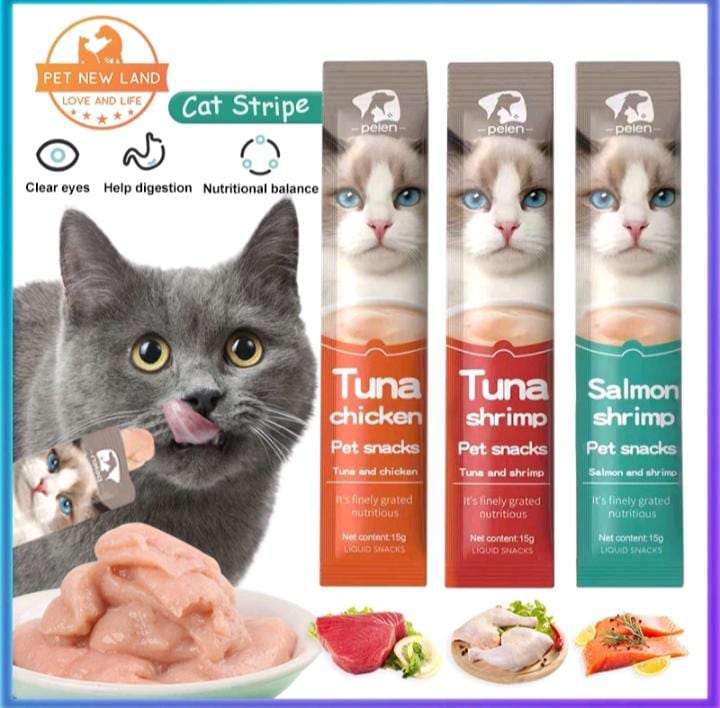 PET NEW LAND
LOVE AND LIFE
Cat Stripe
Clear eyes
Help digestion
Nutritional balance
pelen
Tuna
chicken
Pet snacks
Tuna and chicken
It's finely grated
nutritious
Net content:15g
LIQUID SNACKS
pelen
Tuna
shrimp
Pet snacks
Tuna and shrimp
It's finely grated
nutritious
Net content:15g
LIQUID SNACKS
pelen
Salmon
shrimp
Pet snacks
Salmon and shrimp
It's finely grated
nutritious
Net content:15g
LIQUID SNACKS